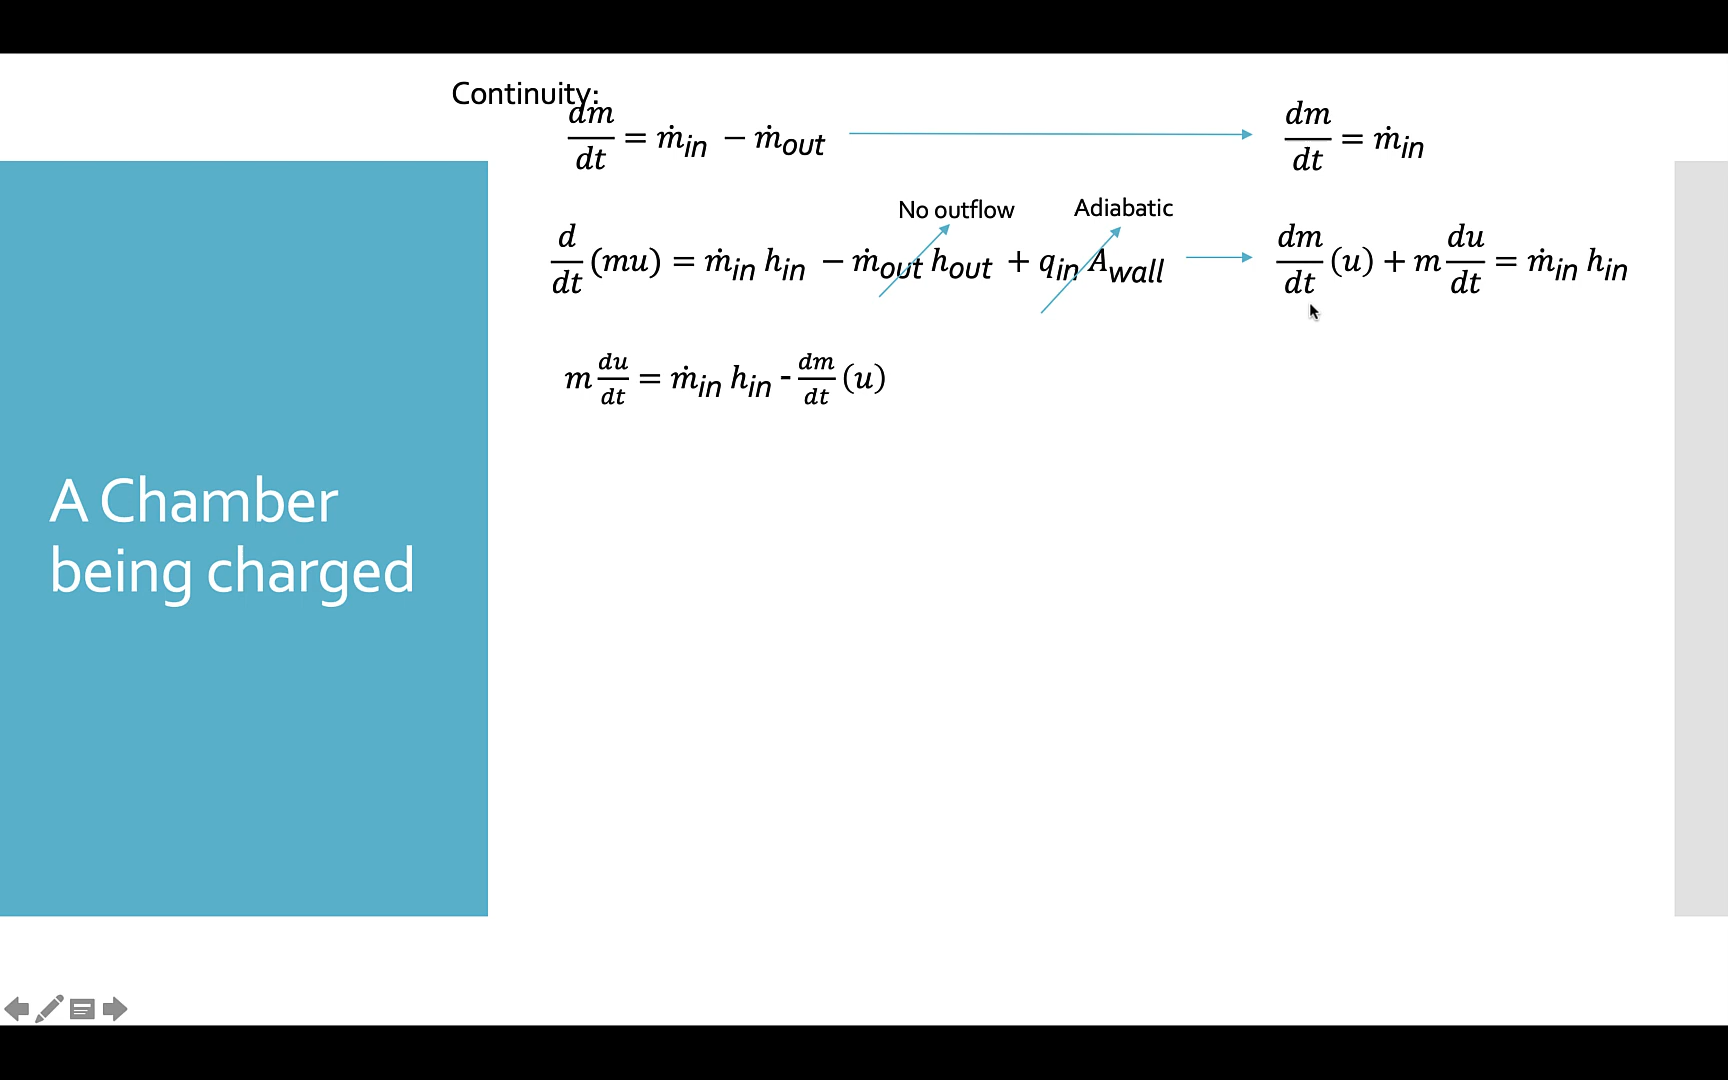 Continuity:
dm/dt = ṁ_in − ṁ_out
dm/dt = ṁ_in
No outflow
Adiabatic
d/dt (mu) = ṁ_in h_in − ṁ_out h_out + q_in A_wall
dm/dt (u) + m du/dt = ṁ_in h_in
m du/dt = ṁ_in h_in - dm/dt (u)
A Chamber
being charged